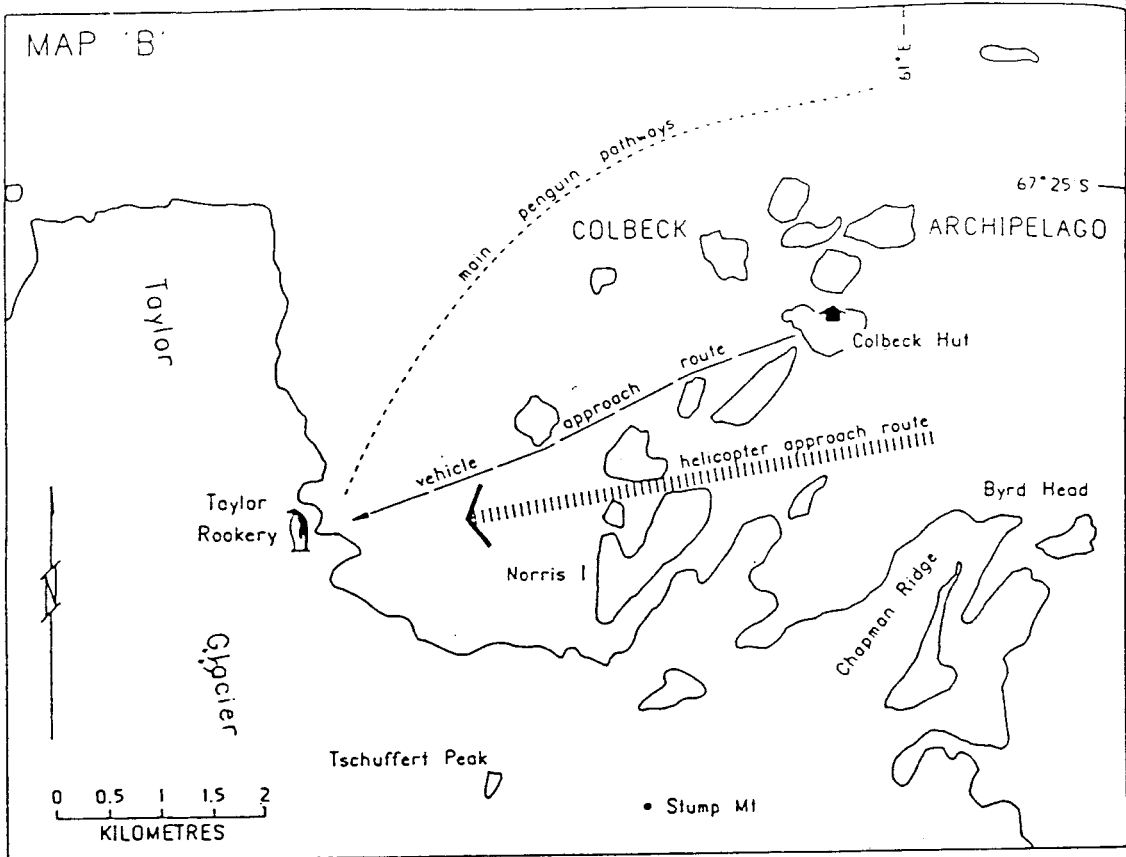 MAP 'B'
61° E
67° 25' S
main penguin pathways
COLBECK ARCHIPELAGO
Taylor
Colbeck Hut
vehicle approach route
helicopter approach route
Byrd Head
Taylor
Rookery
Norris I
Chapman Ridge
Glacier
Tschuffert Peak
Stump Mt
0 0.5 1 1.5 2
KILOMETRES